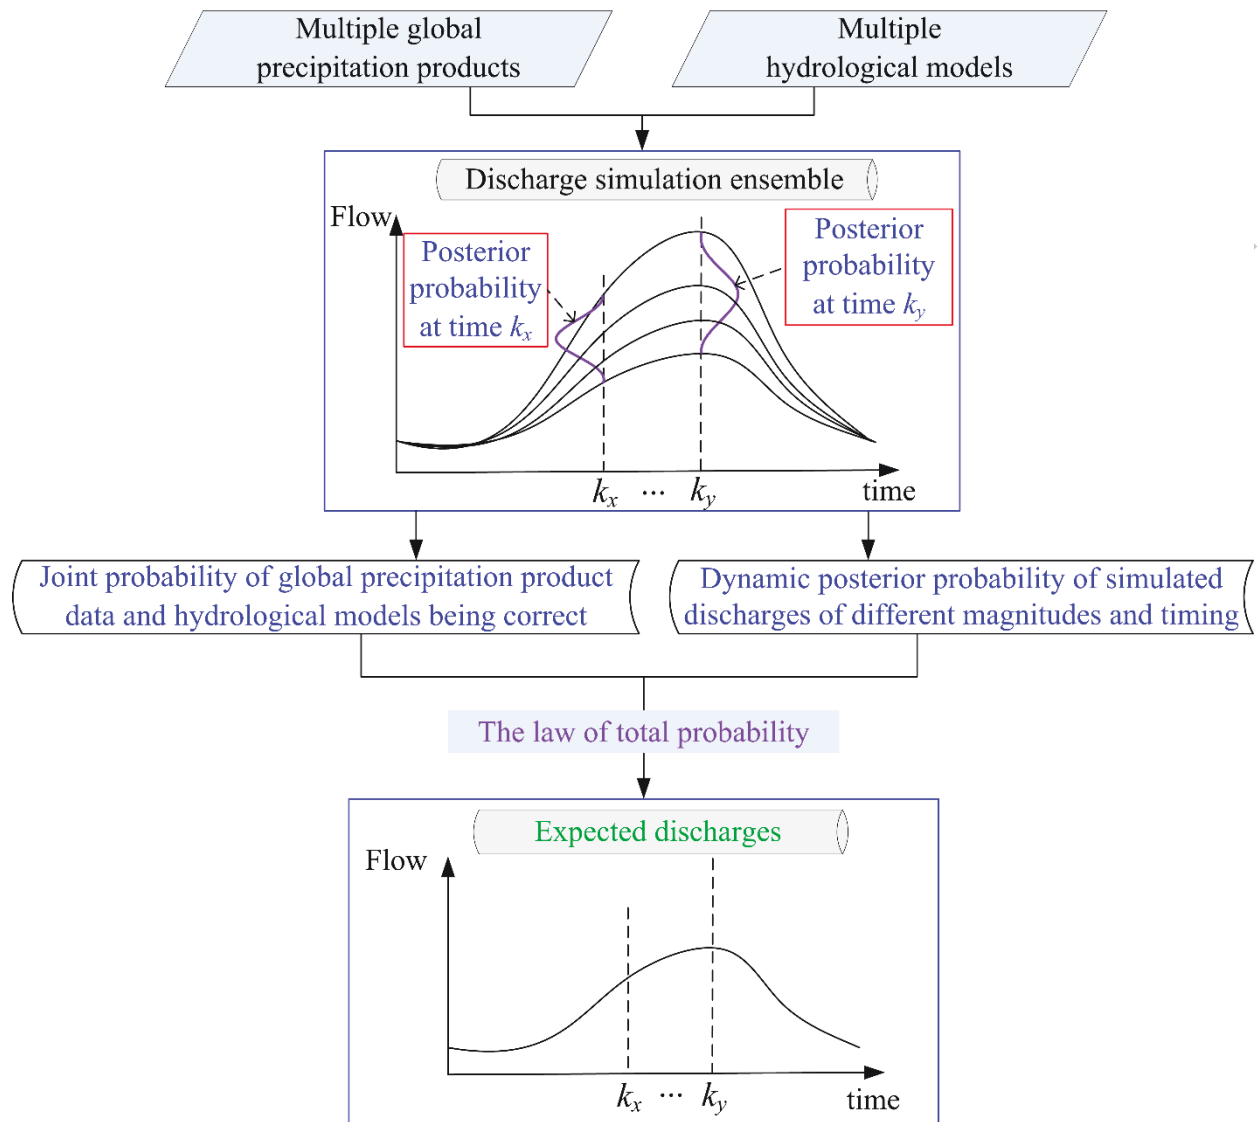 Multiple global
precipitation products
Multiple
hydrological models
Discharge simulation ensemble
Flow
Posterior
probability
at time kx
Posterior
probability
at time ky
kx ... ky
time
Joint probability of global precipitation product
data and hydrological models being correct
Dynamic posterior probability of simulated
discharges of different magnitudes and timing
The law of total probability
Expected discharges
Flow
kx ... ky
time